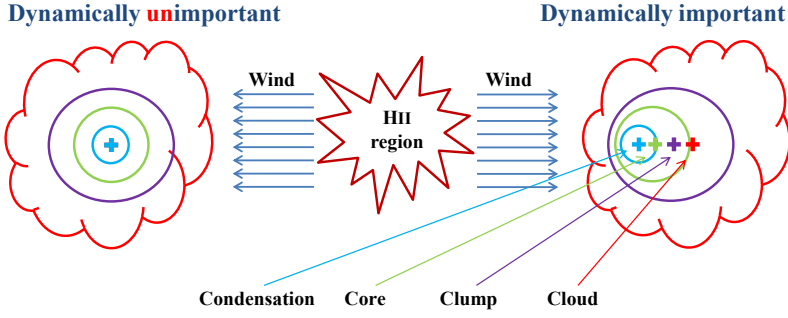 Dynamically unimportant
Dynamically important
Wind
Wind
HII
region
Condensation
Core
Clump
Cloud